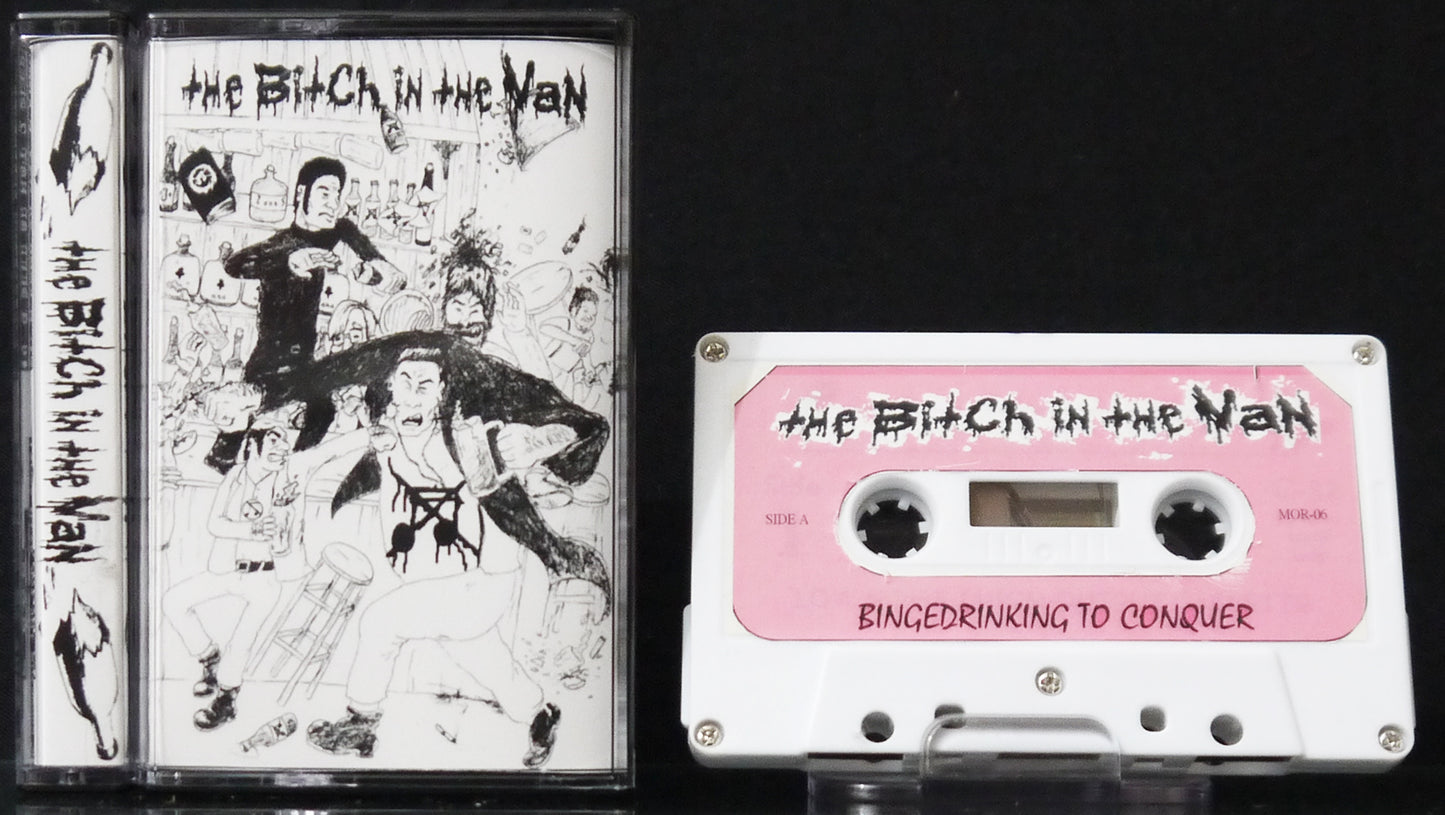 the Bitch in the Van
the Bitch in the Van
the Bitch in the Van
SIDE A
MOR-06
BINGEDRINKING TO CONQUER